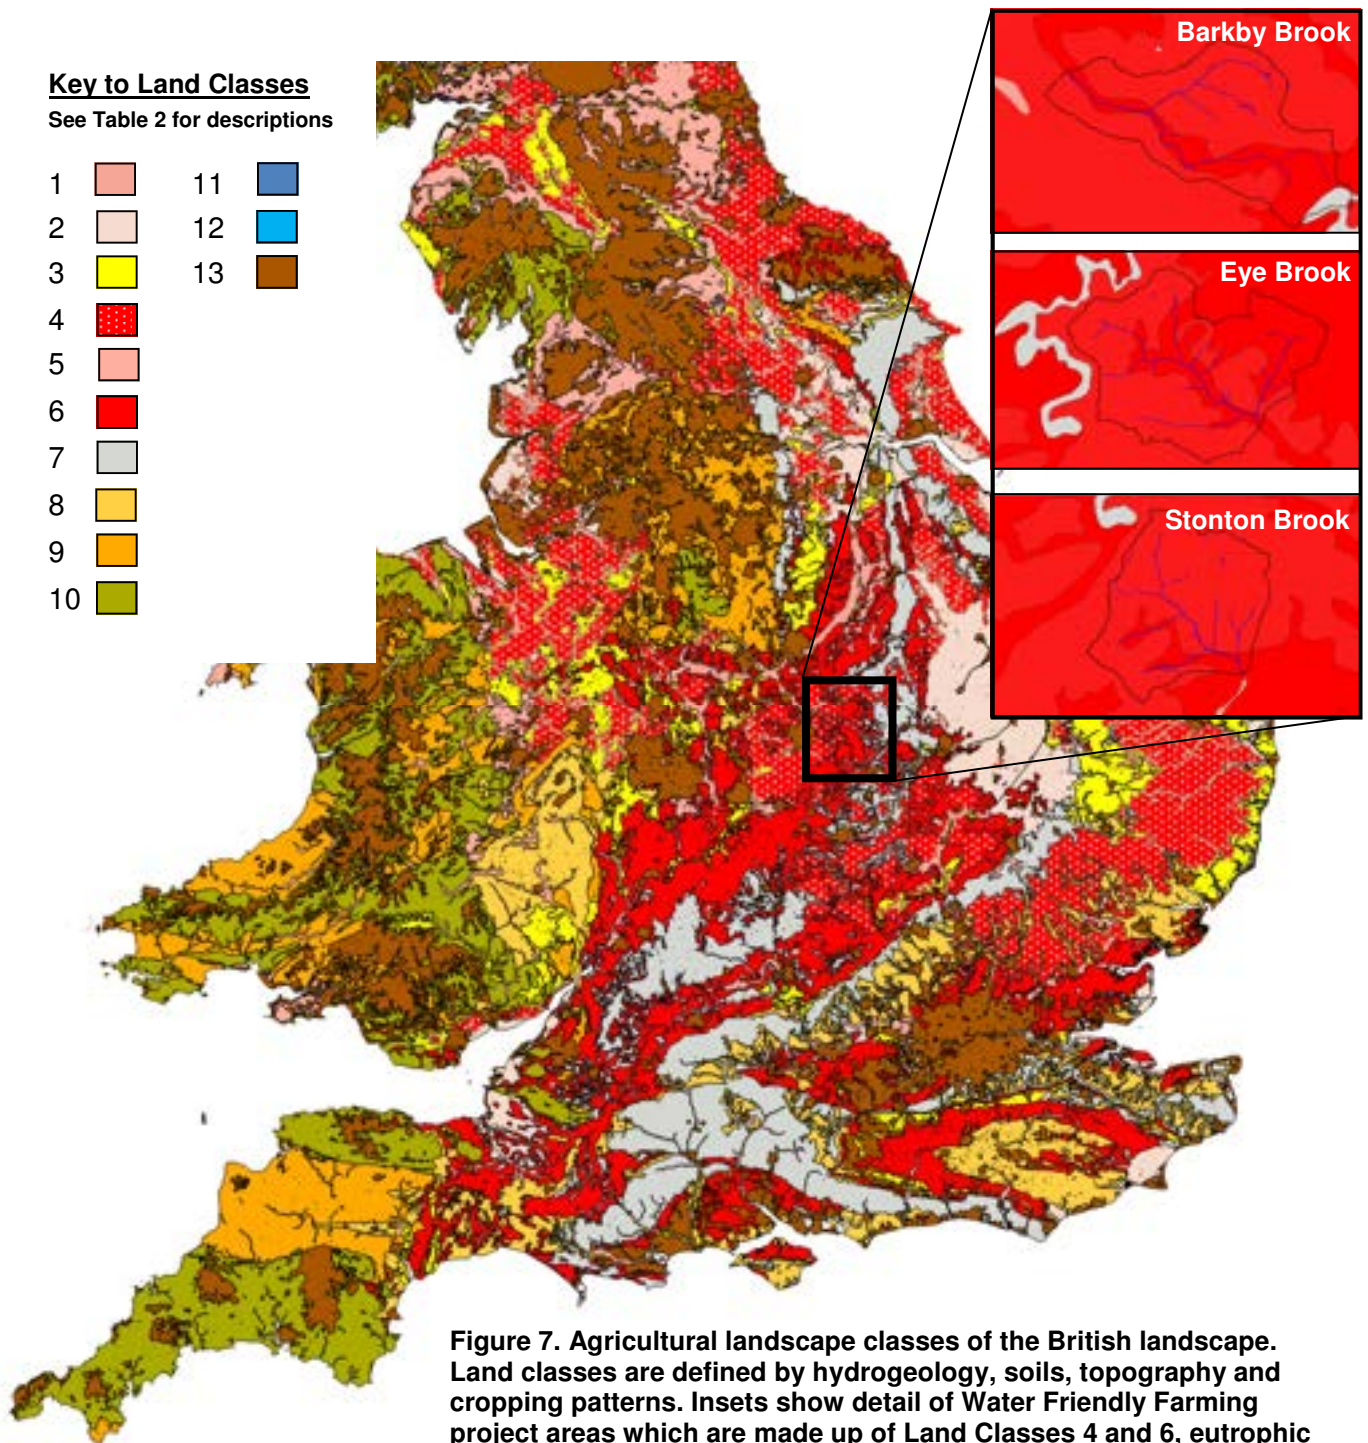 Key to Land Classes
See Table 2 for descriptions
1
2
3
4
5
6
7
8
9
10
11
12
13
Barkby Brook
Eye Brook
Stonton Brook
Figure 7. Agricultural landscape classes of the British landscape.
Land classes are defined by hydrogeology, soils, topography and
cropping patterns. Insets show detail of Water Friendly Farming
project areas which are made up of Land Classes 4 and 6, eutrophic